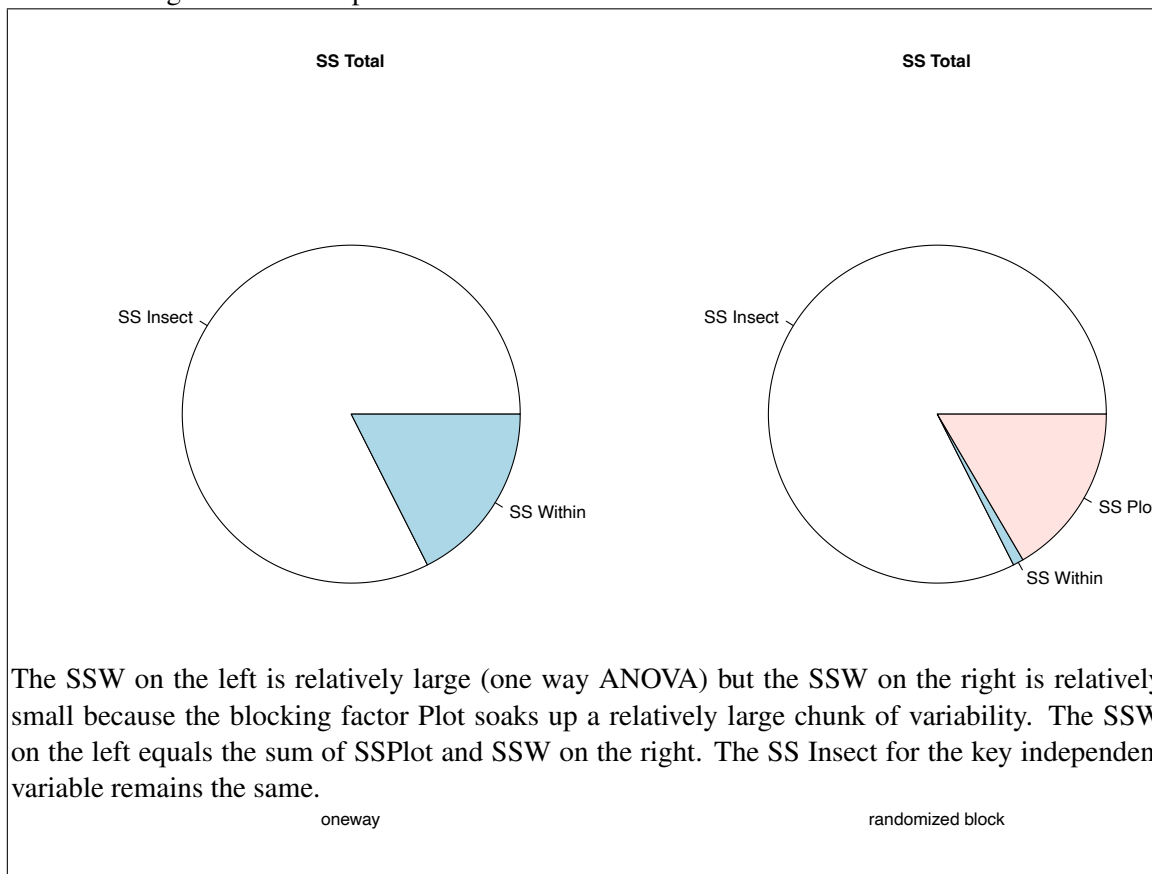 SS Total
SS Total
SS Insect
SS Within
SS Insect
SS Plo
SS Within
The SSW on the left is relatively large (one way ANOVA) but the SSW on the right is relatively
small because the blocking factor Plot soaks up a relatively large chunk of variability. The SSW
on the left equals the sum of SSPlot and SSW on the right. The SS Insect for the key independen
variable remains the same.
oneway
randomized block